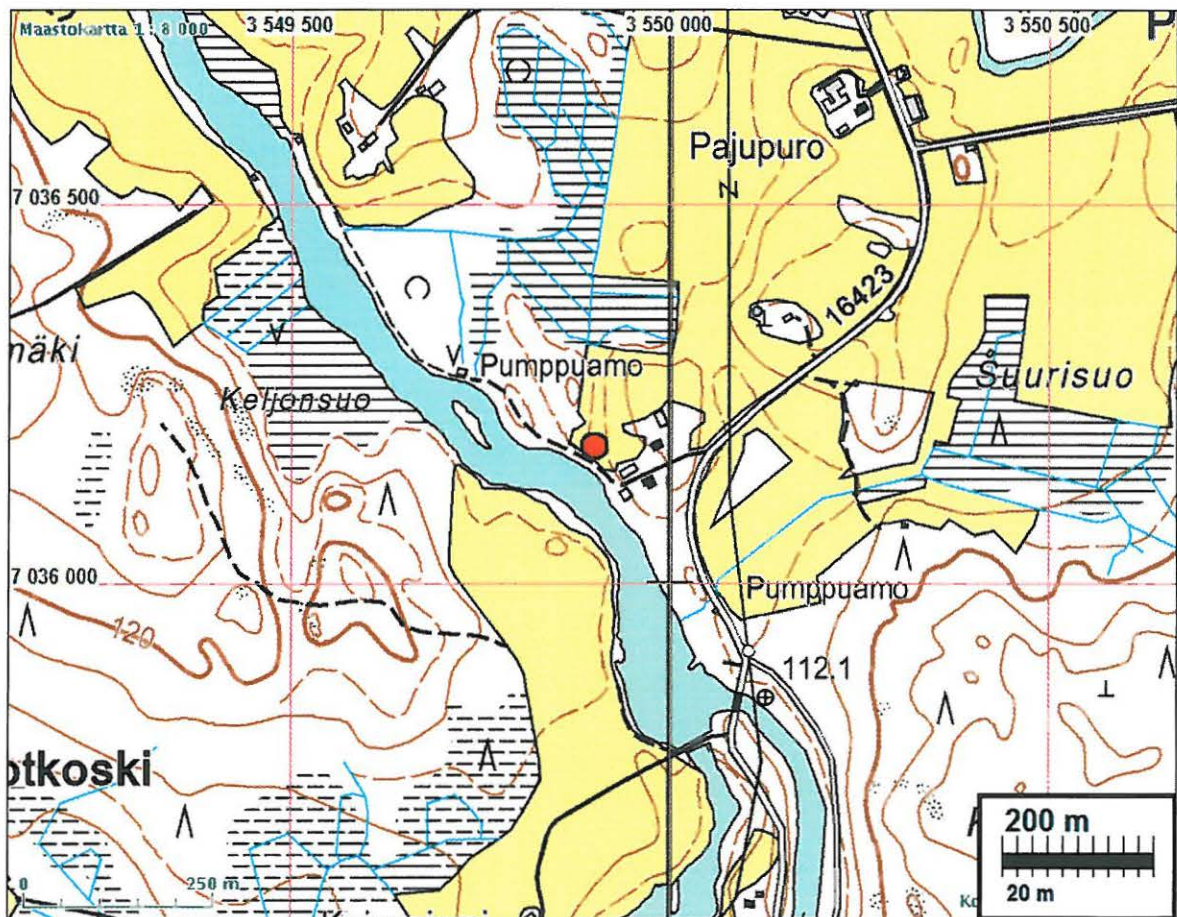 Maastokartta 1 : 8 000
3 549 500
3 550 000
3 550 500
P
Pajupuro
N
7 036 500
16423
mäki
Pumppuamo
Suurisuo
Keljonsuo
7 036 000
Pumppuamo
120
112.1
otkoski
200 m
20 m
0 250 m